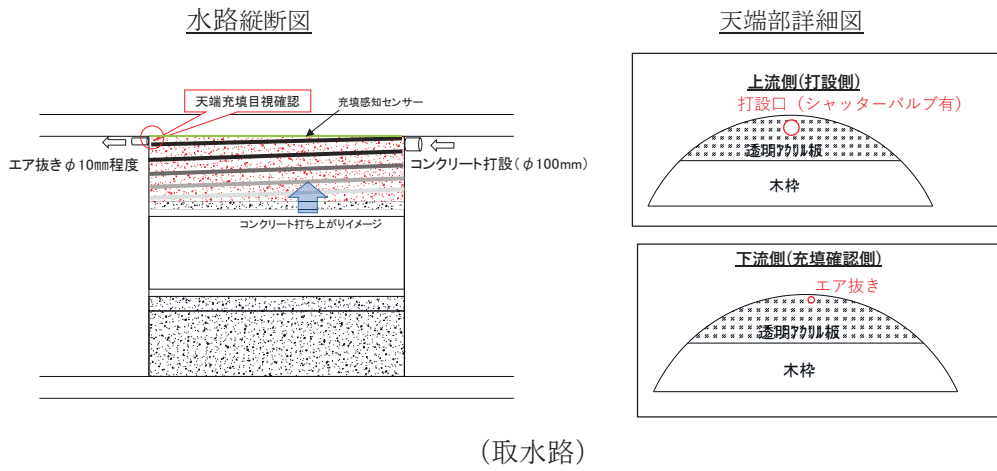 水路縦断図
天端充填目視確認
充填感知センサー
エア抜きφ10mm程度
コンクリート打設(φ100mm)
コンクリート打ち上がりイメージ
天端部詳細図
上流側(打設側)
打設口（シャッターバルブ有）
透明ｱｸﾘﾙ板
木枠
下流側(充填確認側)
エア抜き
透明ｱｸﾘﾙ板
木枠
（取水路）